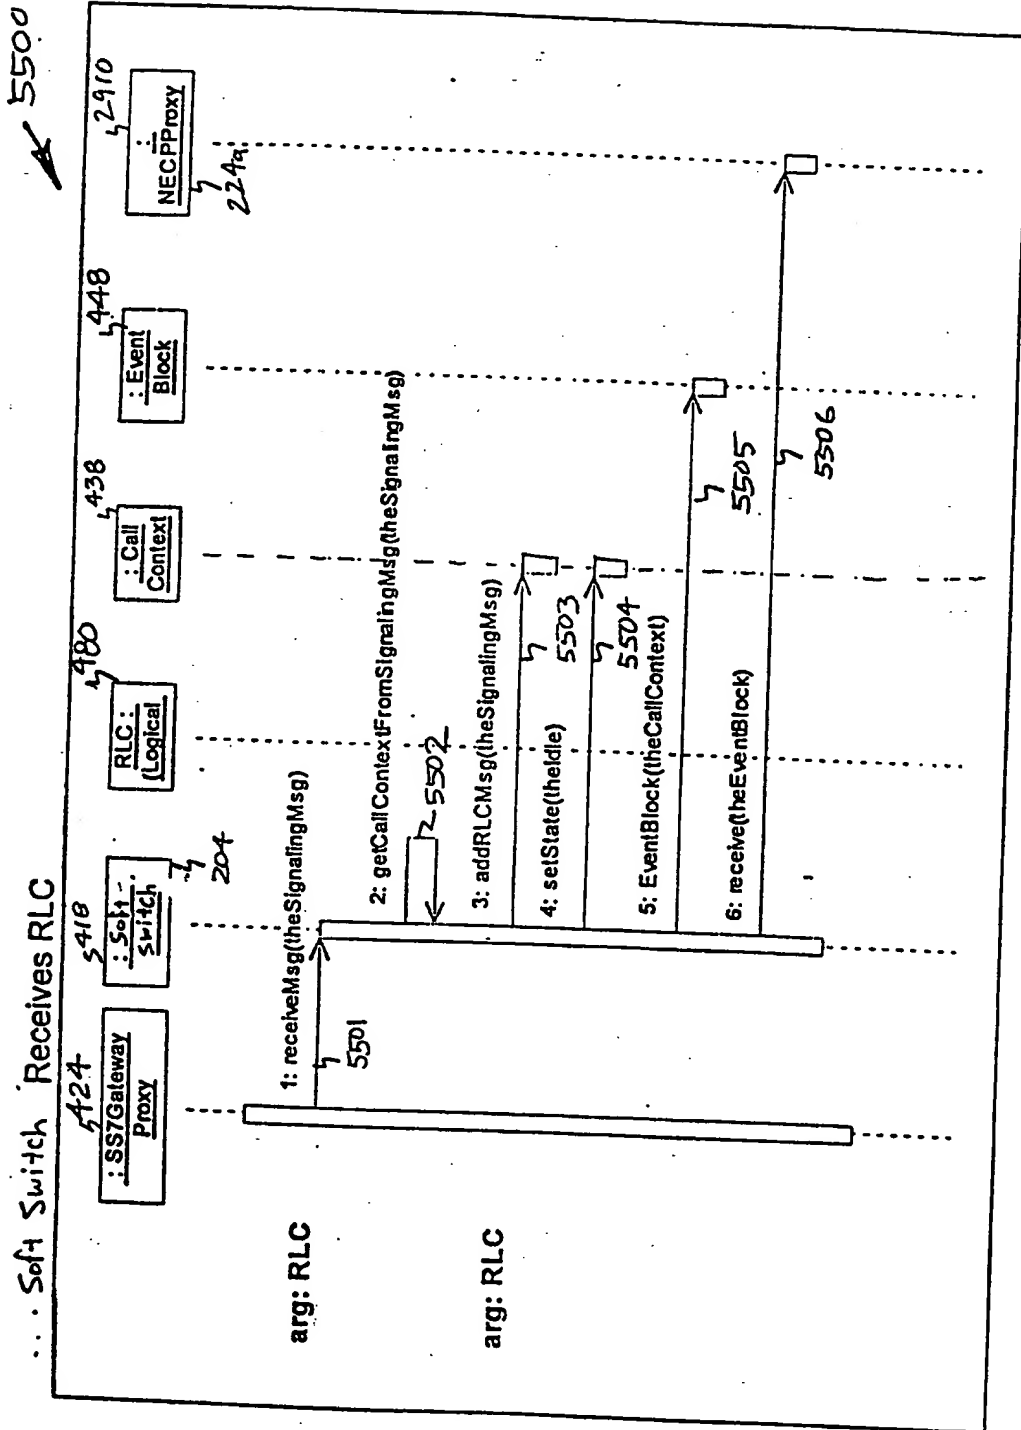 5500
... Soft Switch Receives RLC
424
: SS7Gateway
Proxy
418
: Soft
Switch
204
480
RLC :
(Logical
438
: Call
Context
448
: Event
Block
2910
:
NECPProxy
224a
arg: RLC
1: receiveMsg(theSignalingMsg)
5501
2: getCallContextFromSignalingMsg(theSignalingMsg)
5502
arg: RLC
3: addRLCMsg(theSignalingMsg)
5503
4: setState(theIdle)
5504
5: EventBlock(theCallContext)
5505
6: receive(theEventBlock)
5506